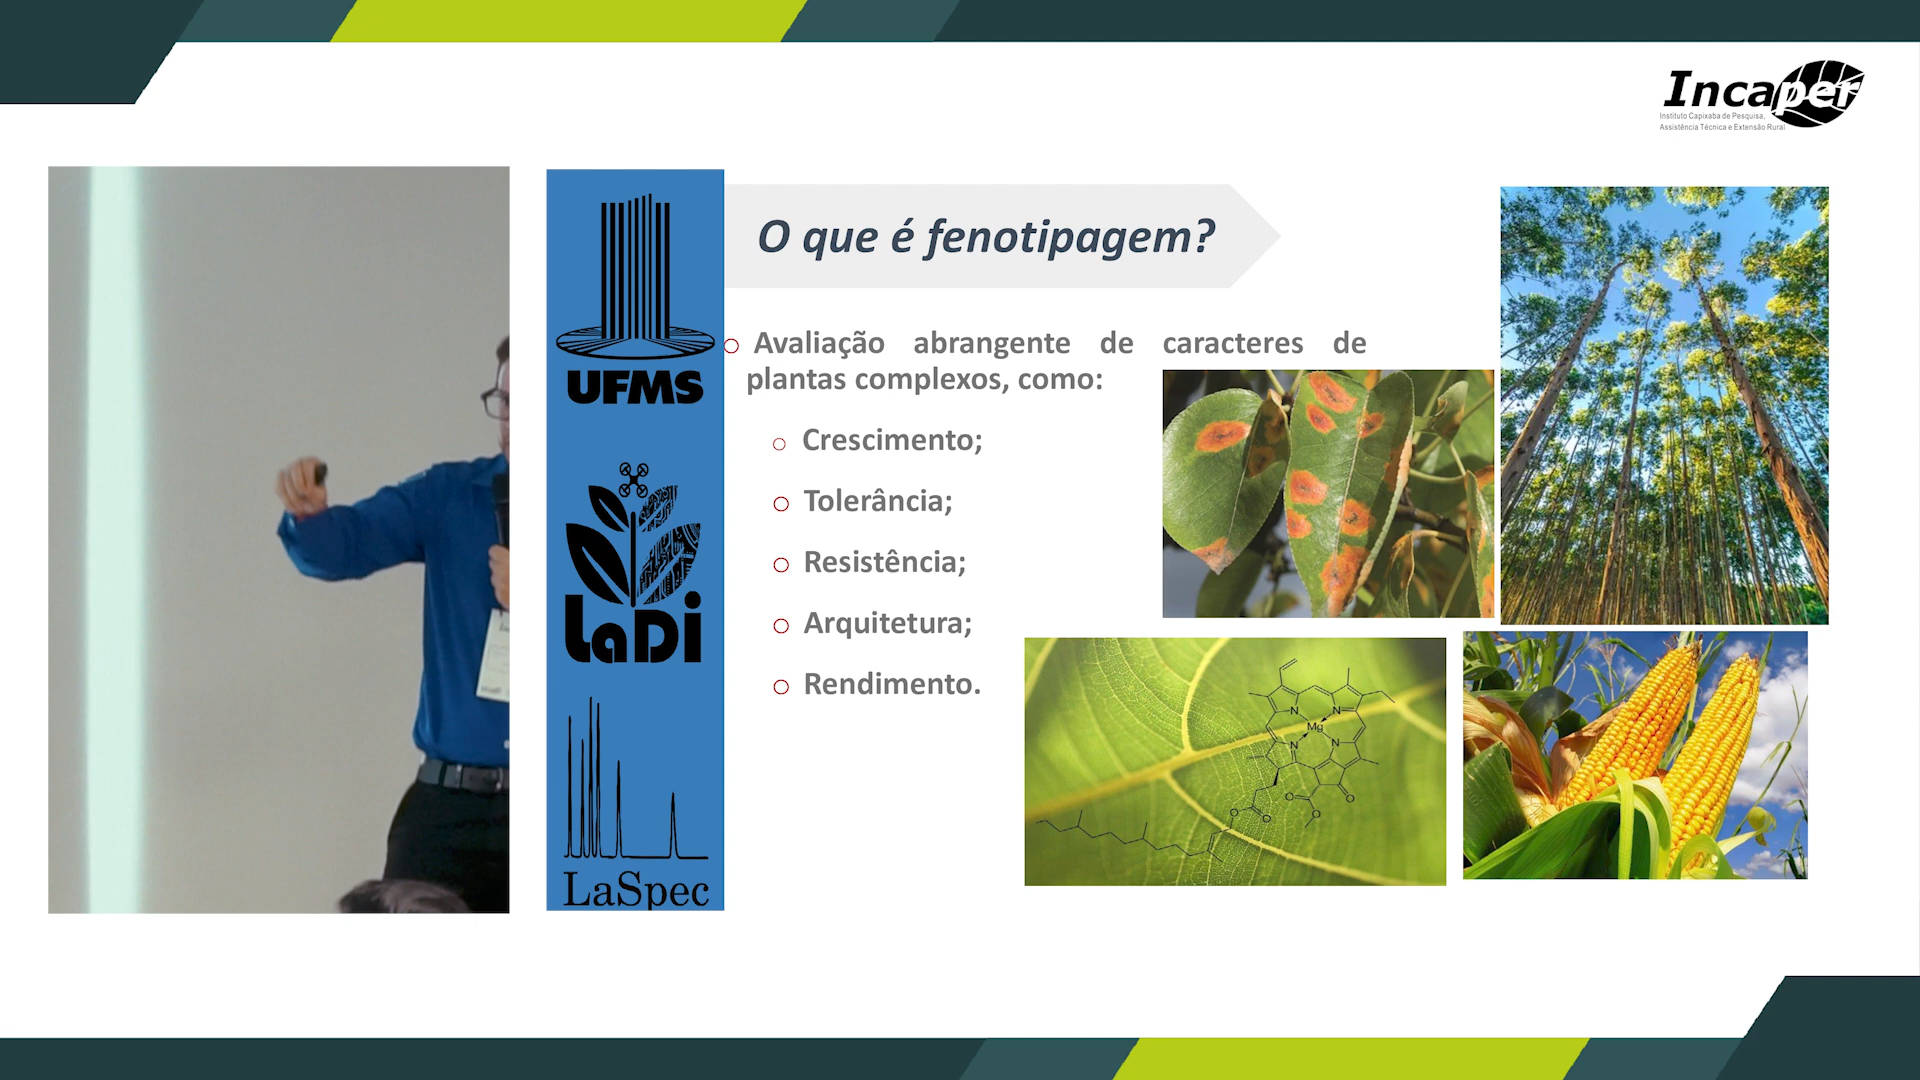 Incaper
Instituto Capixaba de Pesquisa,
Assistência Técnica e Extensão Rural
O que é fenotipagem?
UFMS
Avaliação abrangente de caracteres de
plantas complexos, como:
Crescimento;
Tolerância;
Resistência;
Arquitetura;
Rendimento.
LaDi
LaSpec
N
N
Mg
N
N
O
O
O
O
O